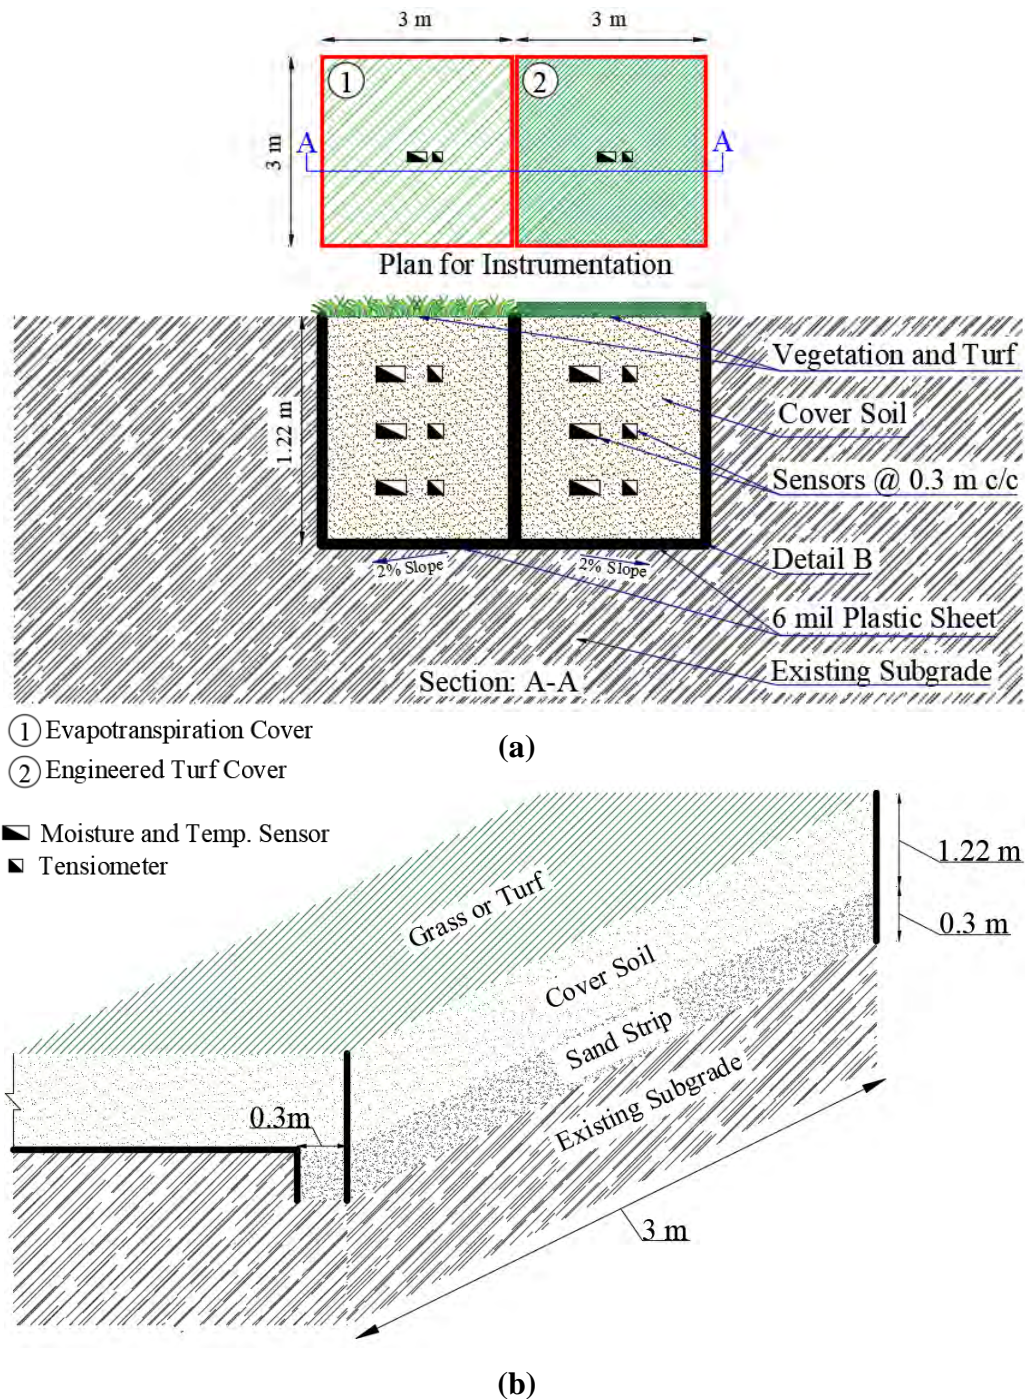 3 m
3 m
1
2
3 m
A
A
Plan for Instrumentation
1.22 m
Vegetation and Turf
Cover Soil
Sensors @ 0.3 m c/c
2% Slope
2% Slope
Detail B
6 mil Plastic Sheet
Existing Subgrade
Section: A-A
1 Evapotranspiration Cover
(a)
2 Engineered Turf Cover
Moisture and Temp. Sensor
Tensiometer
1.22 m
Grass or Turf
0.3 m
Cover Soil
Sand Strip
Existing Subgrade
0.3m
3 m
(b)